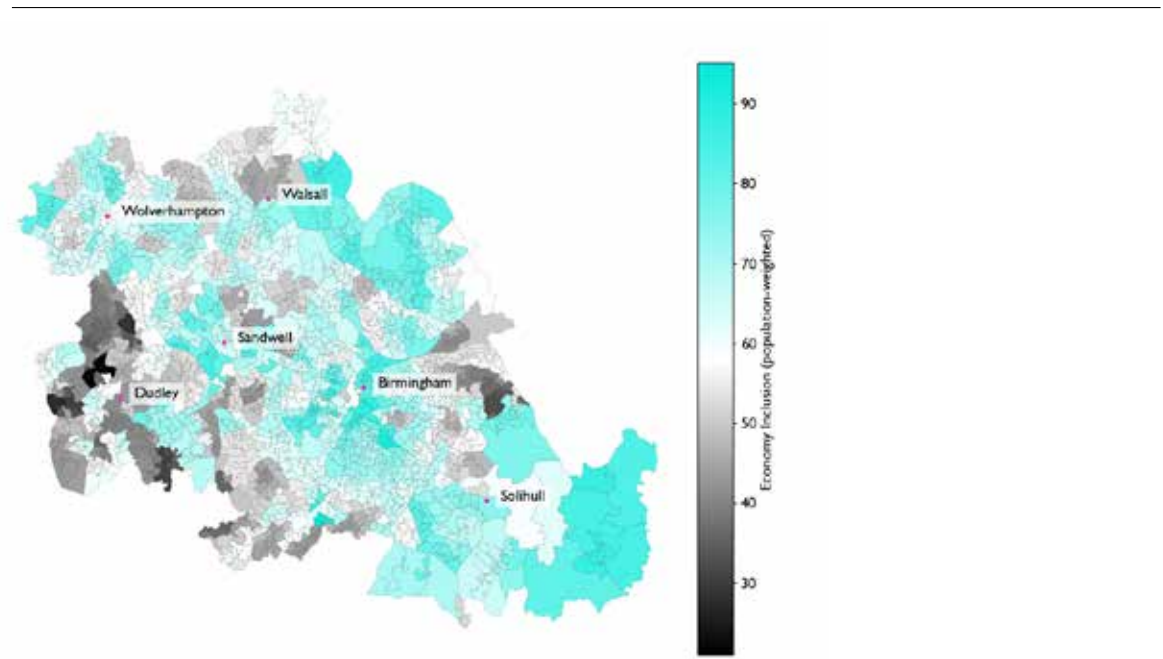 Walsall
Wolverhampton
Sandwell
Birmingham
Dudley
Solihull
90
80
70
60
50
40
30
Economy Inclusion (population-weighted)